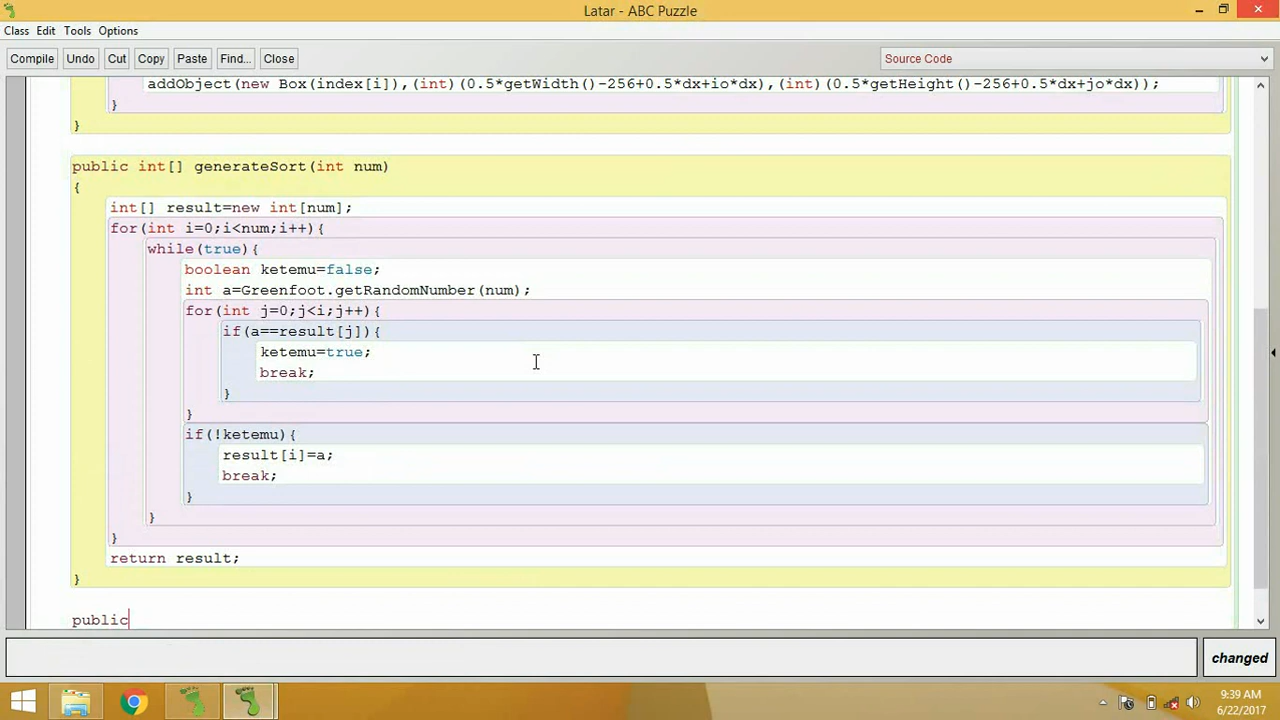 Latar - ABC Puzzle
Class Edit Tools Options
Compile Undo Cut Copy Paste Find... Close Source Code
addObject(new Box(index[i]),(int)(0.5*getWidth()-256+0.5*dx+io*dx),(int)(0.5*getHeight()-256+0.5*dx+jo*dx));
}
}
public int[] generateSort(int num)
{
int[] result=new int[num];
for(int i=0;i<num;i++){
while(true){
boolean ketemu=false;
int a=Greenfoot.getRandomNumber(num);
for(int j=0;j<i;j++){
if(a==result[j]){
ketemu=true;
break;
}
}
if(!ketemu){
result[i]=a;
break;
}
}
}
return result;
}
public
changed
9:39 AM
6/22/2017